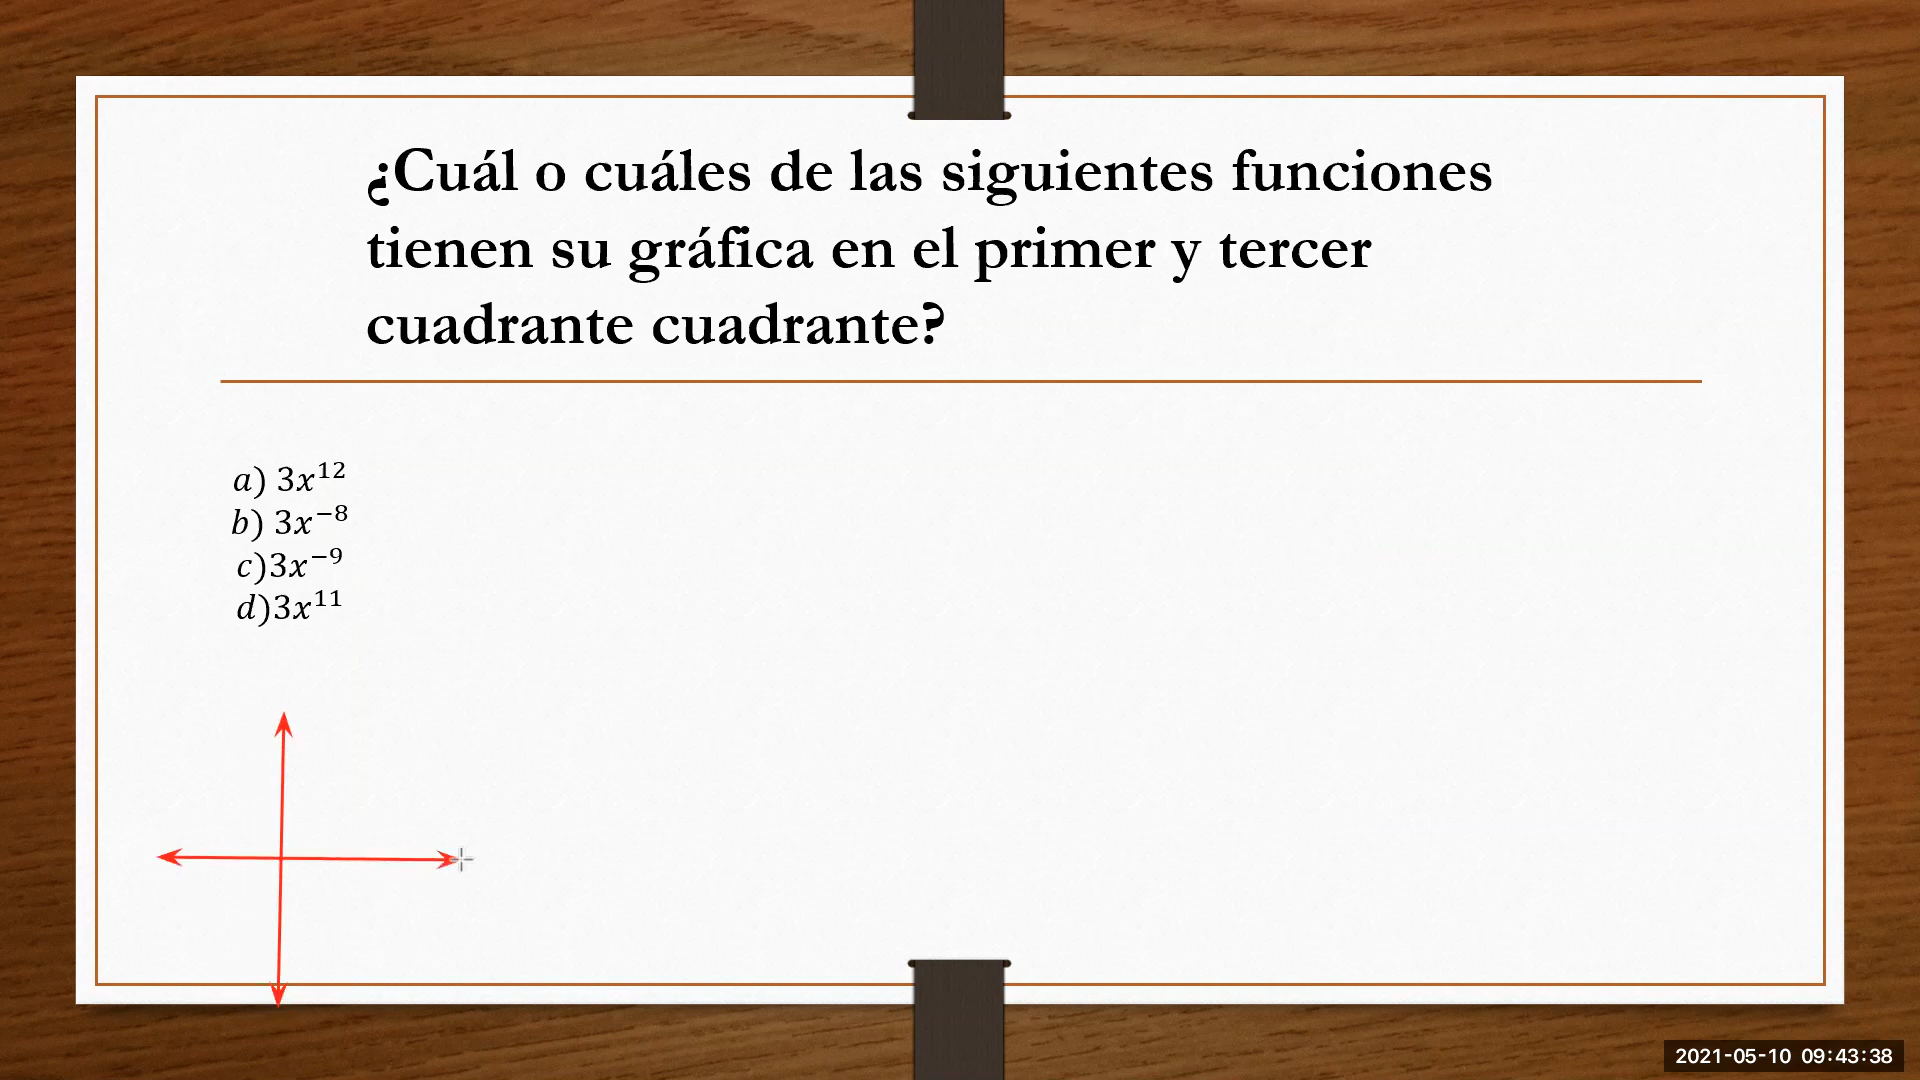 ¿Cuál o cuáles de las siguientes funciones
tienen su gráfica en el primer y tercer
cuadrante cuadrante?
a) 3x¹²
b) 3x⁻⁸
c)3x⁻⁹
d)3x¹¹
2021-05-10 09:43:38